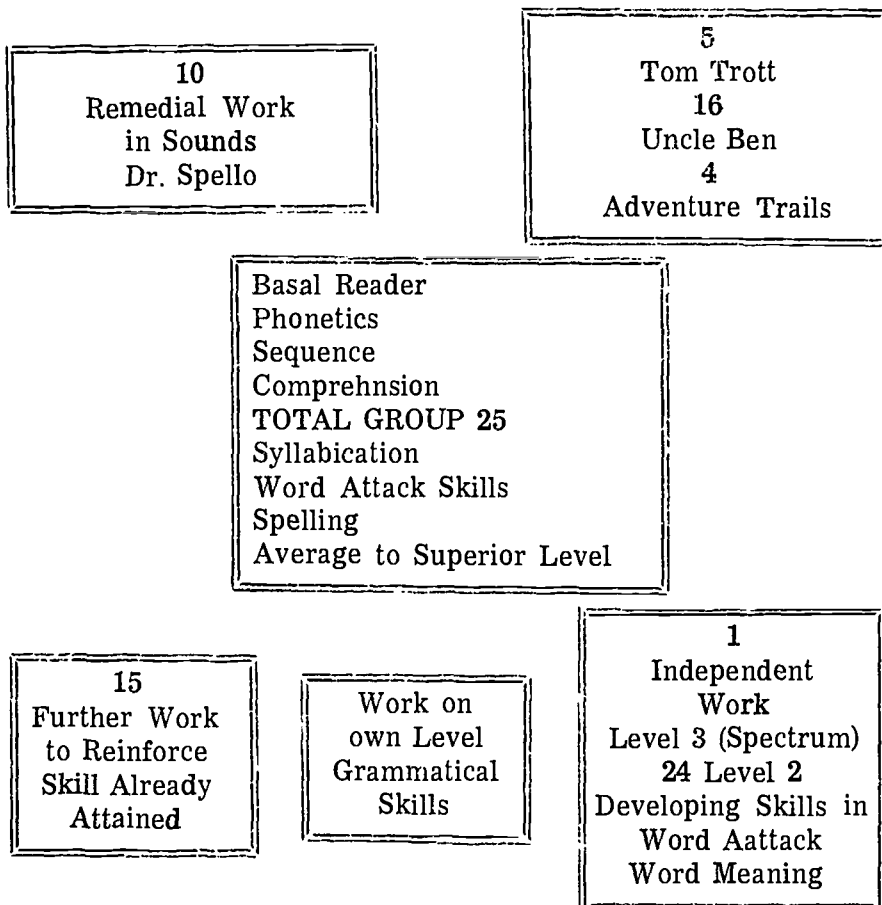 10
Remedial Work
in Sounds
Dr. Spello
5
Tom Trott
16
Uncle Ben
4
Adventure Trails
Basal Reader
Phonetics
Sequence
Comprehnsion
TOTAL GROUP 25
Syllabication
Word Attack Skills
Spelling
Average to Superior Level
15
Further Work
to Reinforce
Skill Already
Attained
Work on
own Level
Grammatical
Skills
1
Independent
Work
Level 3 (Spectrum)
24 Level 2
Developing Skills in
Word Aattack
Word Meaning